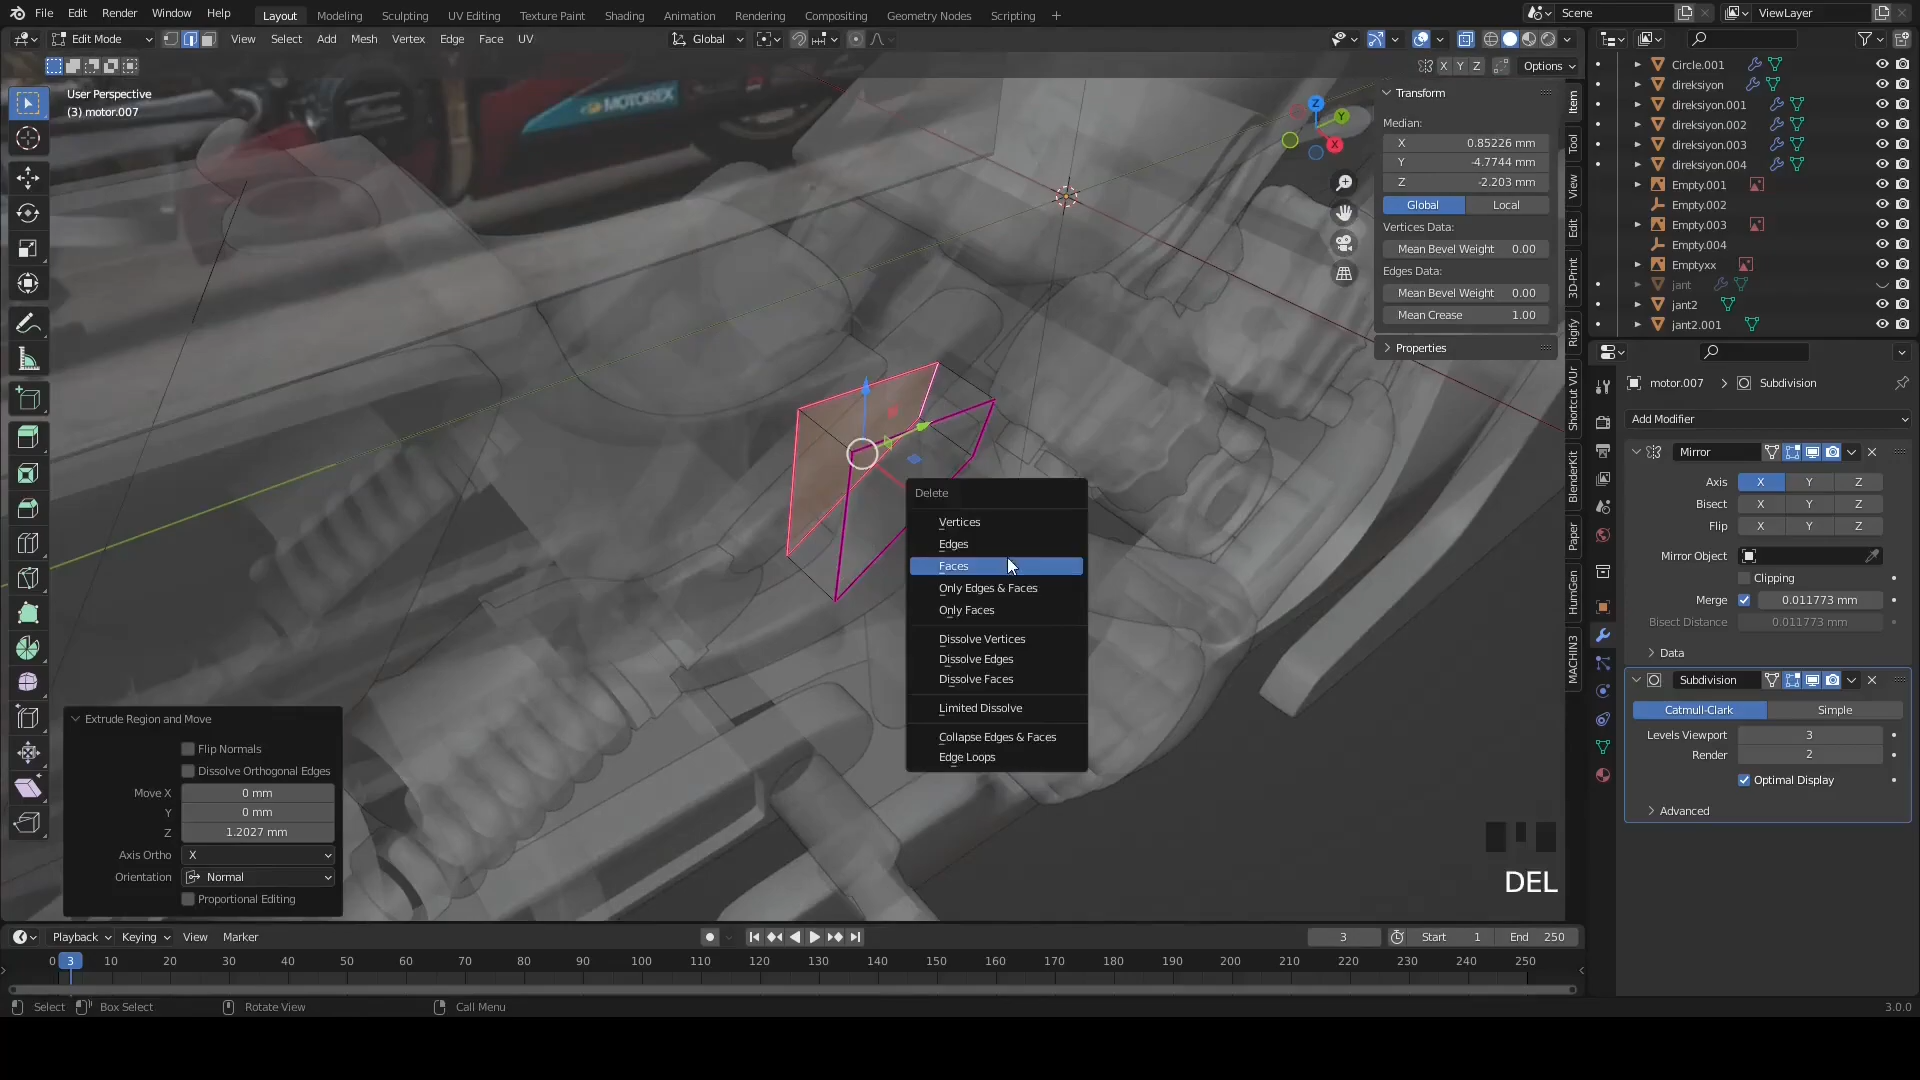 File Edit Render Window Help
Layout Modeling Sculpting UV Editing Texture Paint Shading Animation Rendering Compositing Geometry Nodes Scripting +
Scene
ViewLayer
Edit Mode
View Select Add Mesh Vertex Edge Face UV
Global
X Y Z
Options
User Perspective
(3) motor.007
MOTOREX
Z
Y
X
Transform
Median:
X 0.85226 mm
Y -4.7744 mm
Z -2.203 mm
Global Local
Vertices Data:
Mean Bevel Weight 0.00
Edges Data:
Mean Bevel Weight 0.00
Mean Crease 1.00
Properties
Item
Tool
View
Edit
3D-Print
Rigify
Shortcut VUr
BlenderKit
Paper
HumGen
MACHIN3
Circle.001
direksiyon
direksiyon.001
direksiyon.002
direksiyon.003
direksiyon.004
Empty.001
Empty.002
Empty.003
Empty.004
Emptyxx
jant
jant2
jant2.001
motor.007 > Subdivision
Add Modifier
Mirror
Axis X Y Z
Bisect X Y Z
Flip X Y Z
Mirror Object
Clipping
Merge 0.011773 mm
Bisect Distance 0.011773 mm
Data
Subdivision
Catmull-Clark Simple
Levels Viewport 3
Render 2
Optimal Display
Advanced
Delete
Vertices
Edges
Faces
Only Edges & Faces
Only Faces
Dissolve Vertices
Dissolve Edges
Dissolve Faces
Limited Dissolve
Collapse Edges & Faces
Edge Loops
Extrude Region and Move
Flip Normals
Dissolve Orthogonal Edges
Move X 0 mm
Y 0 mm
Z 1.2027 mm
Axis Ortho X
Orientation Normal
Proportional Editing
DEL
Playback Keying View Marker
3
Start 1
End 250
0 3 10 20 30 40 50 60 70 80 90 100 110 120 130 140 150 160 170 180 190 200 210 220 230 240 250
Select Box Select Rotate View Call Menu
3.0.0